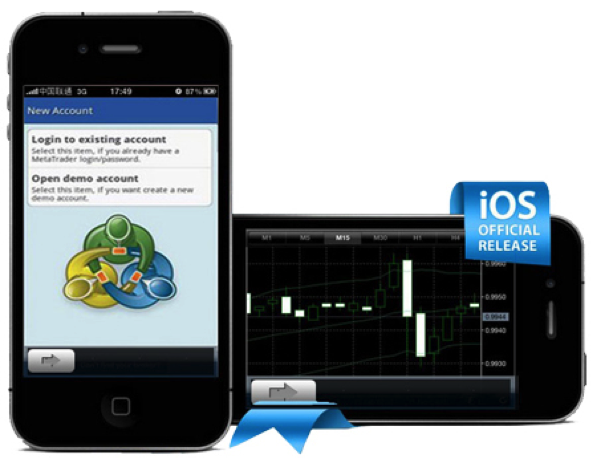 中国联通 3G 17:49 87%
New Account
Login to existing account
Select this item, if you already have a
MetaTrader login/password.
Open demo account
Select this item, if you want create a new
demo account.
iOS
OFFICIAL
RELEASE
M1 M5 M15 M30 H1 H4
0.9960
0.9950
0.9944
0.9940
0.9930